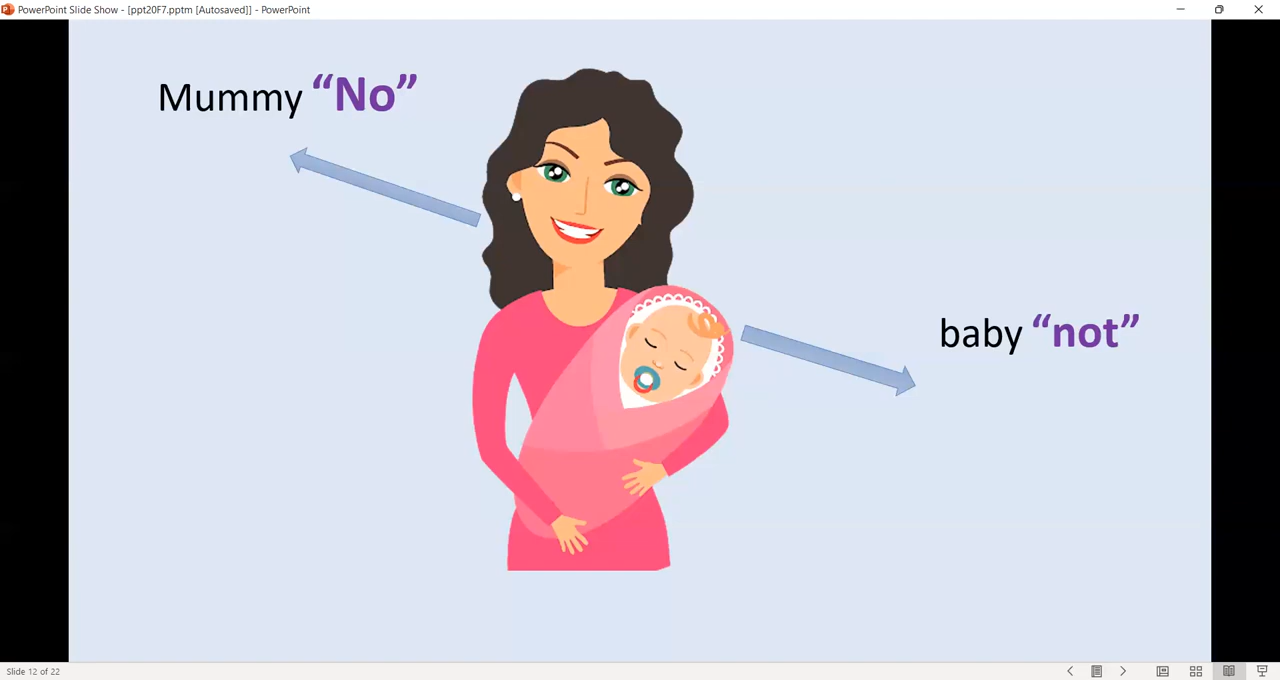 PowerPoint Slide Show - [ppt20F7.pptm [Autosaved]] - PowerPoint
Mummy “No”
baby “not”
Slide 12 of 22